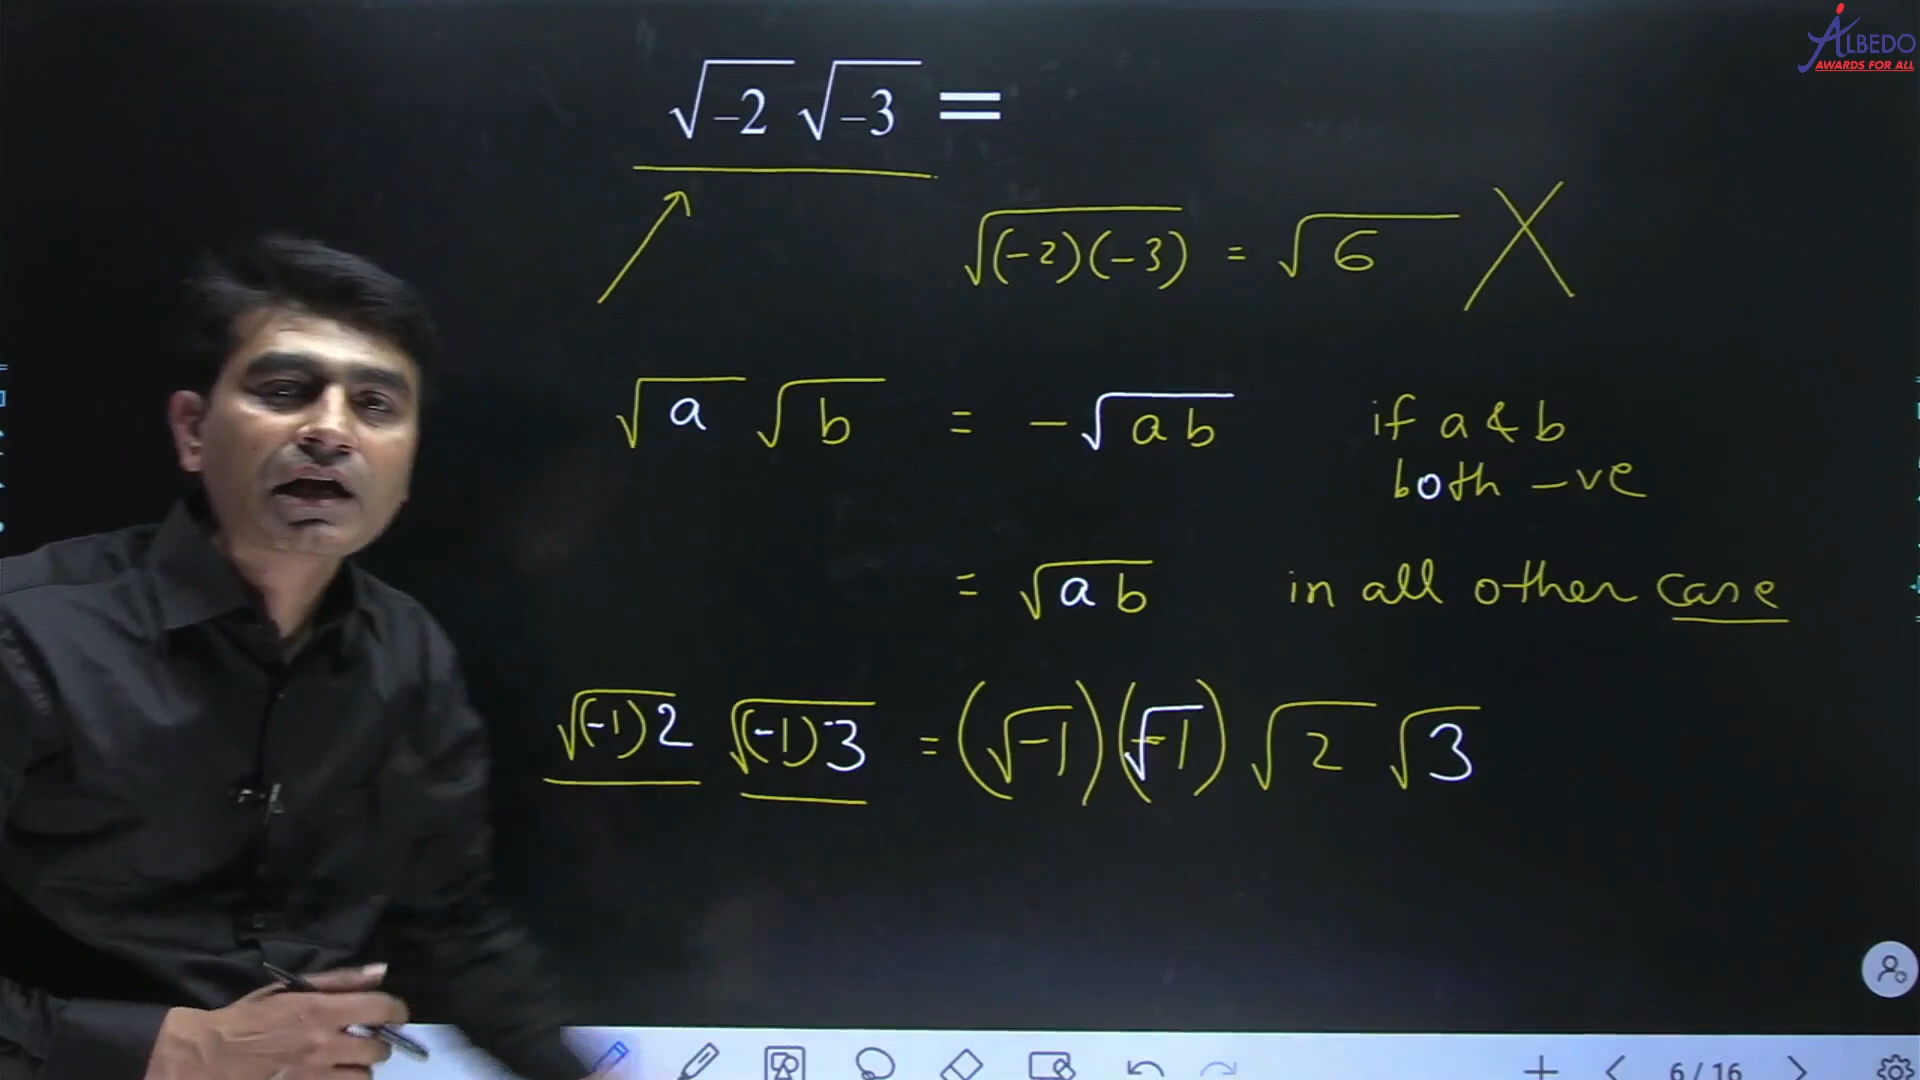 ALBEDO
AWARDS FOR ALL
√-2 √-3 =
√(-2)(-3) = √6 X
√a √b = -√ab if a & b
both -ve
= √ab in all other case
√(-1)2 √(-1)3 = (√-1)(√-1) √2 √3
6 / 16